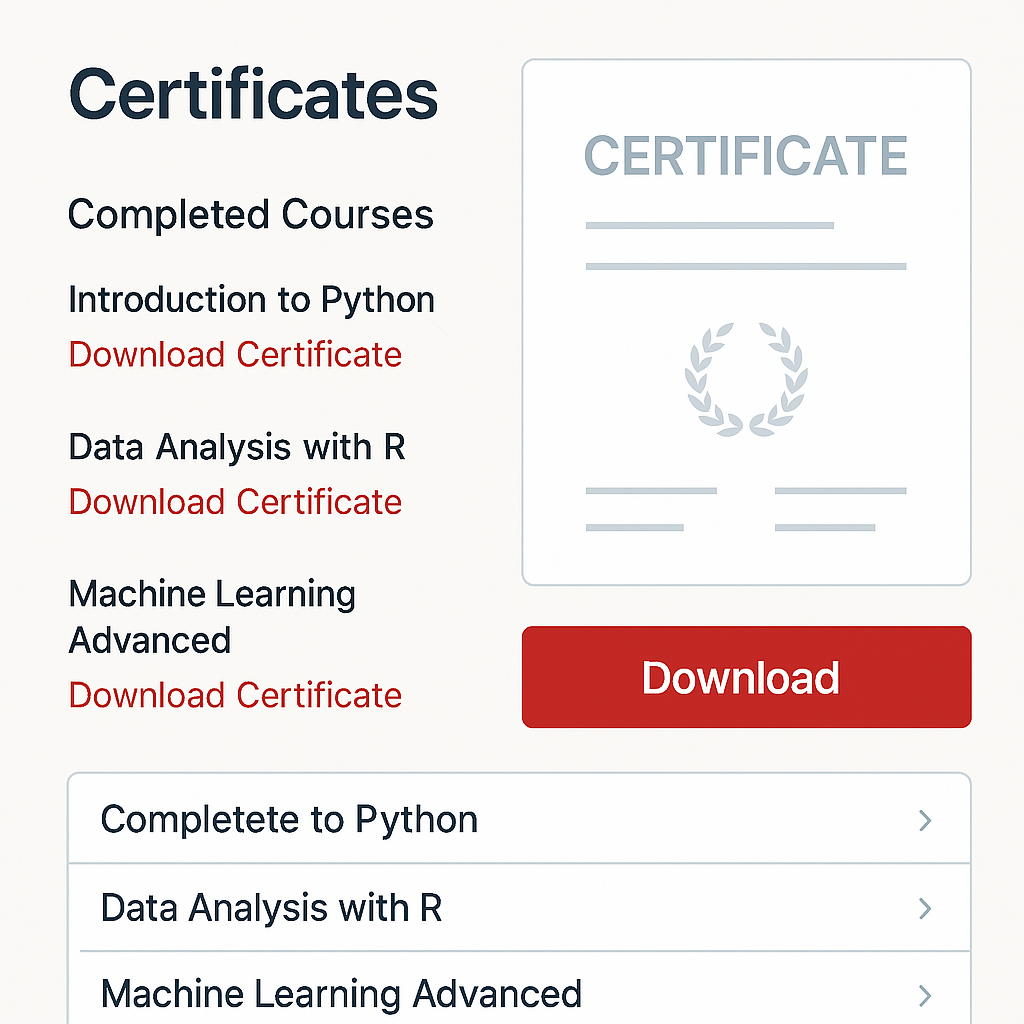 Certificates
Completed Courses
Introduction to Python
Download Certificate
Data Analysis with R
Download Certificate
Machine Learning
Advanced
Download Certificate
CERTIFICATE
Download
Completete to Python
Data Analysis with R
Machine Learning Advanced